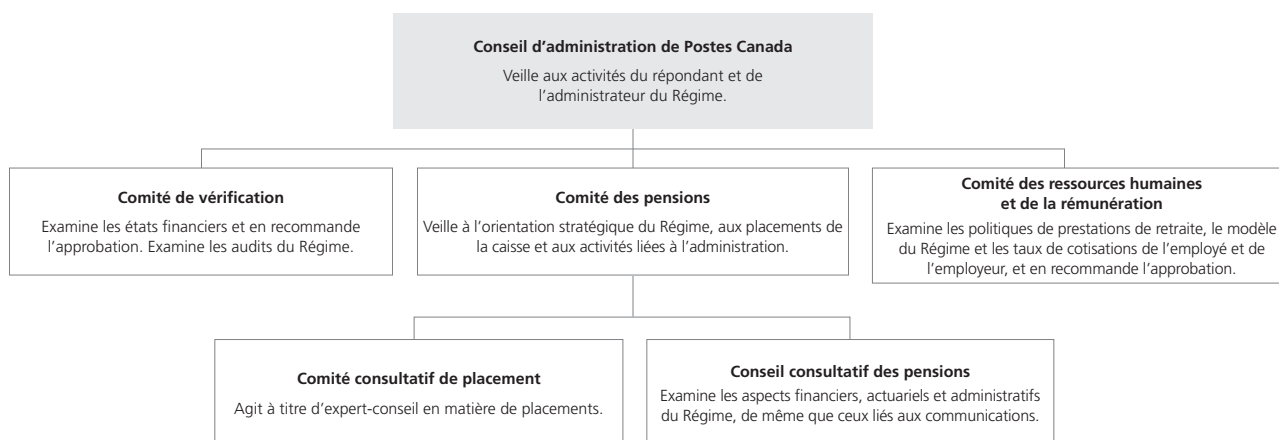 Conseil d’administration de Postes Canada
Veille aux activités du répondant et de
l’administrateur du Régime.
Comité de vérification
Examine les états financiers et en recommande
l’approbation. Examine les audits du Régime.
Comité des pensions
Veille à l’orientation stratégique du Régime, aux placements de
la caisse et aux activités liées à l’administration.
Comité des ressources humaines
et de la rémunération
Examine les politiques de prestations de retraite, le modèle
du Régime et les taux de cotisations de l’employé et de
l’employeur, et en recommande l’approbation.
Comité consultatif de placement
Agit à titre d’expert-conseil en matière de placements.
Conseil consultatif des pensions
Examine les aspects financiers, actuariels et administratifs
du Régime, de même que ceux liés aux communications.